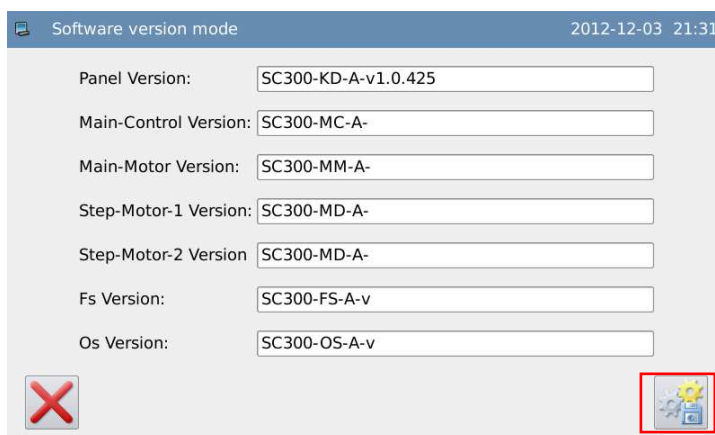 Software version mode 2012-12-03 21:31
Panel Version: SC300-KD-A-v1.0.425
Main-Control Version: SC300-MC-A-
Main-Motor Version: SC300-MM-A-
Step-Motor-1 Version: SC300-MD-A-
Step-Motor-2 Version SC300-MD-A-
Fs Version: SC300-FS-A-v
Os Version: SC300-OS-A-v